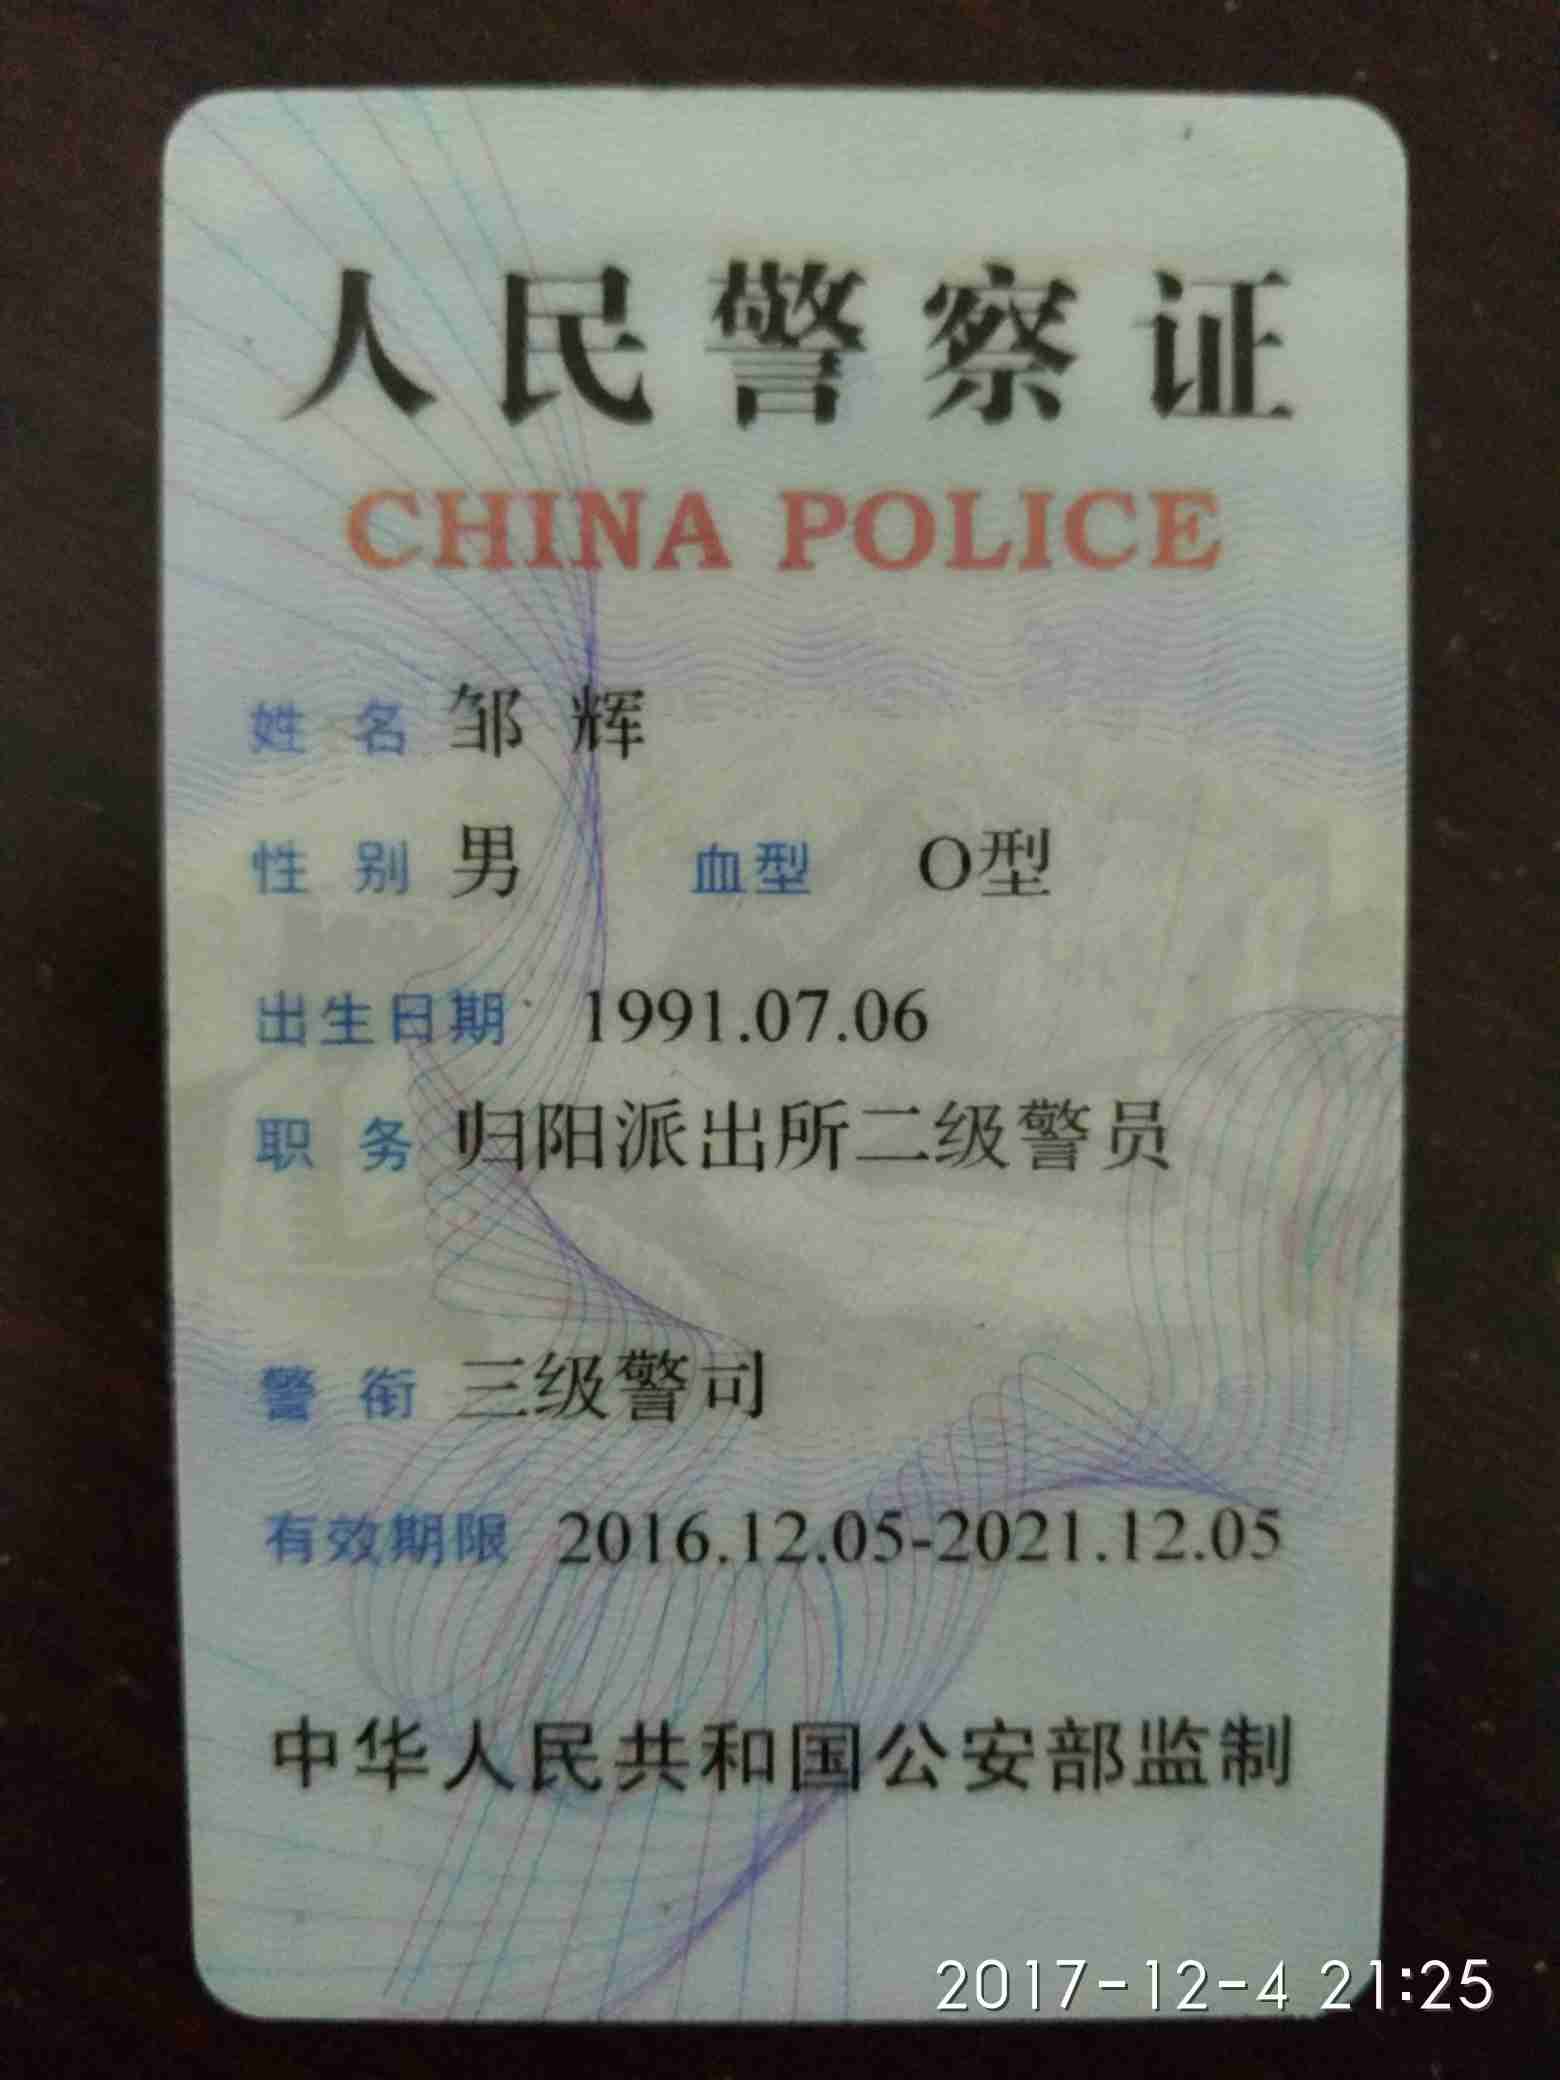 人民警察证
CHINA POLICE
姓 名 邹 辉
性 别 男 血型 O型
出生日期 1991.07.06
职 务 归阳派出所二级警员
警 衔 三级警司
有效期限 2016.12.05-2021.12.05
中华人民共和国公安部监制
2017-12-4 21:25